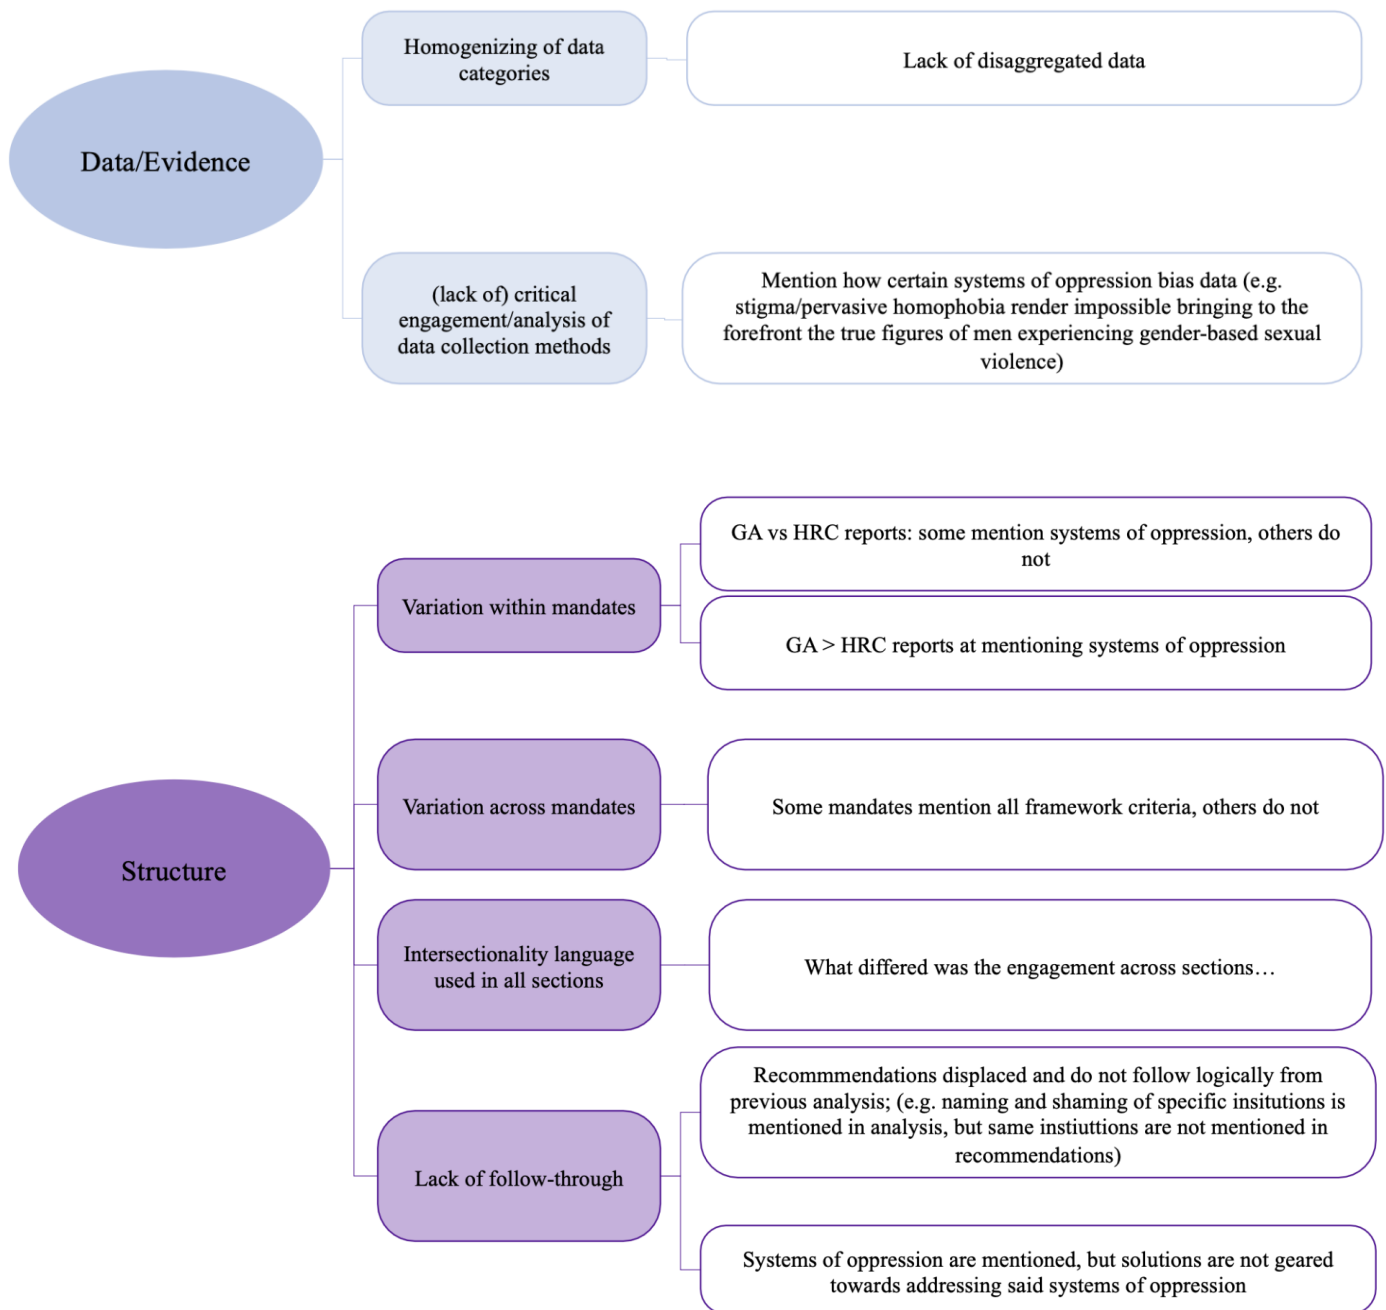 Homogenizing of data
categories
Lack of disaggregated data
Data/Evidence
(lack of) critical
engagement/analysis of
data collection methods
Mention how certain systems of oppression bias data (e.g.
stigma/pervasive homophobia render impossible bringing to the
forefront the true figures of men experiencing gender-based sexual
violence)
Structure
Variation within mandates
GA vs HRC reports: some mention systems of oppression, others do
not
GA > HRC reports at mentioning systems of oppression
Variation across mandates
Some mandates mention all framework criteria, others do not
Intersectionality language
used in all sections
What differed was the engagement across sections…
Lack of follow-through
Recommmendations displaced and do not follow logically from
previous analysis; (e.g. naming and shaming of specific insitutions is
mentioned in analysis, but same instiuttions are not mentioned in
recommendations)
Systems of oppression are mentioned, but solutions are not geared
towards addressing said systems of oppression